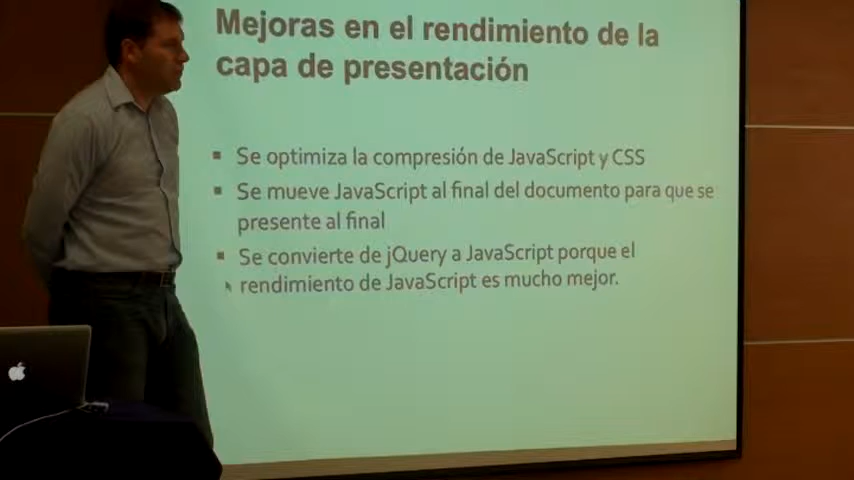 Mejoras en el rendimiento de la
capa de presentación
Se optimiza la compresión de JavaScript y CSS
Se mueve JavaScript al final del documento para que se
presente al final
Se convierte de jQuery a JavaScript porque el
rendimiento de JavaScript es mucho mejor.